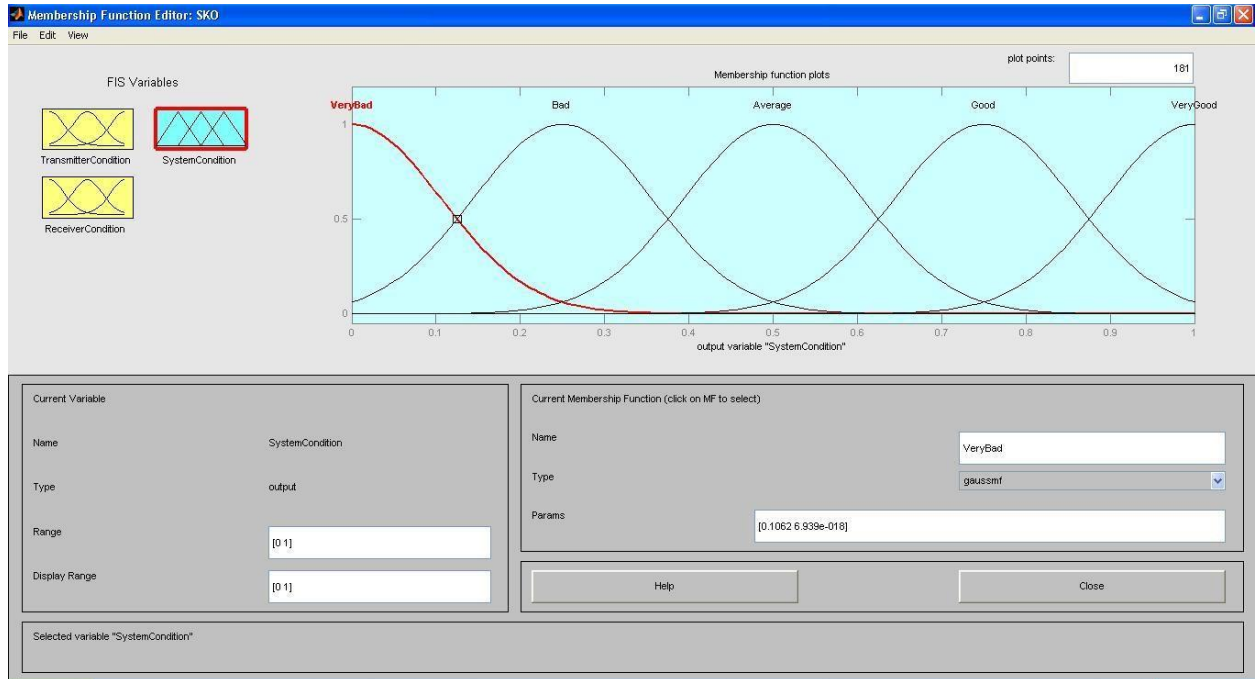 Membership Function Editor: SKO
File Edit View
FIS Variables
TransmitterCondition
SystemCondition
ReceiverCondition
Membership function plots
plot points:
181
VeryBad Bad Average Good VeryGood
1
0.5
0
0 0.1 0.2 0.3 0.4 0.5 0.6 0.7 0.8 0.9 1
output variable "SystemCondition"
Current Variable
Name SystemCondition
Type output
Range [0 1]
Display Range [0 1]
Current Membership Function (click on MF to select)
Name VeryBad
Type gaussmf
Params [0.1062 6.939e-018]
Help Close
Selected variable "SystemCondition"